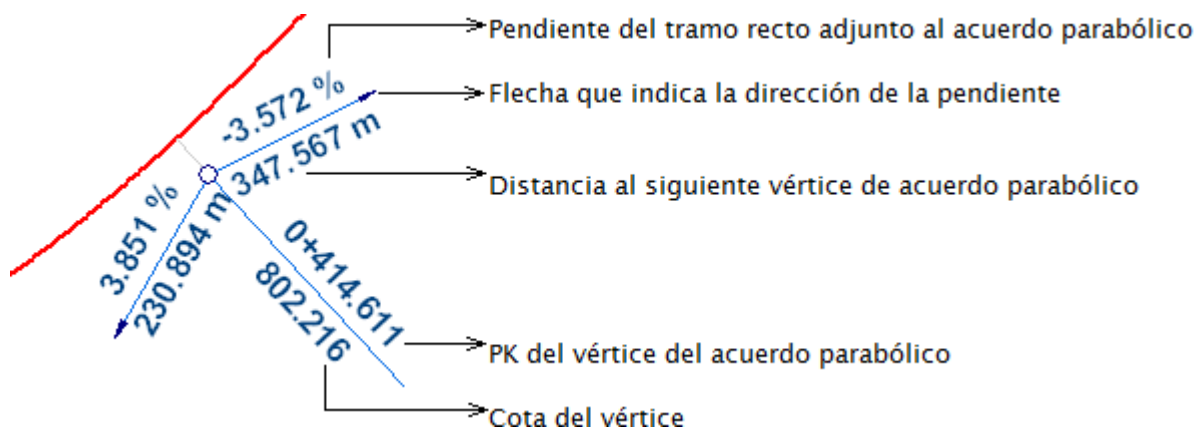 Pendiente del tramo recto adjunto al acuerdo parabólico
-3.572 %
Flecha que indica la dirección de la pendiente
347.567 m
Distancia al siguiente vértice de acuerdo parabólico
3.851 %
230.894 m
0+414.611
802.216
PK del vértice del acuerdo parabólico
Cota del vértice